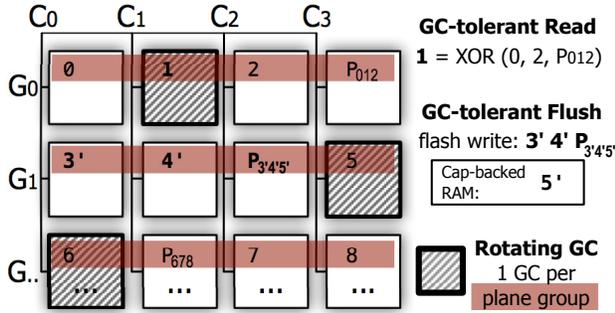 C0 C1 C2 C3
G0 0 1 2 P012
G1 3' 4' P3'4'5' 5
G.. 6 P678 7 8
... ... ... ...
GC-tolerant Read
1 = XOR (0, 2, P012)
GC-tolerant Flush
flash write: 3' 4' P3'4'5'
Cap-backed
RAM: 5'
Rotating GC
1 GC per
plane group